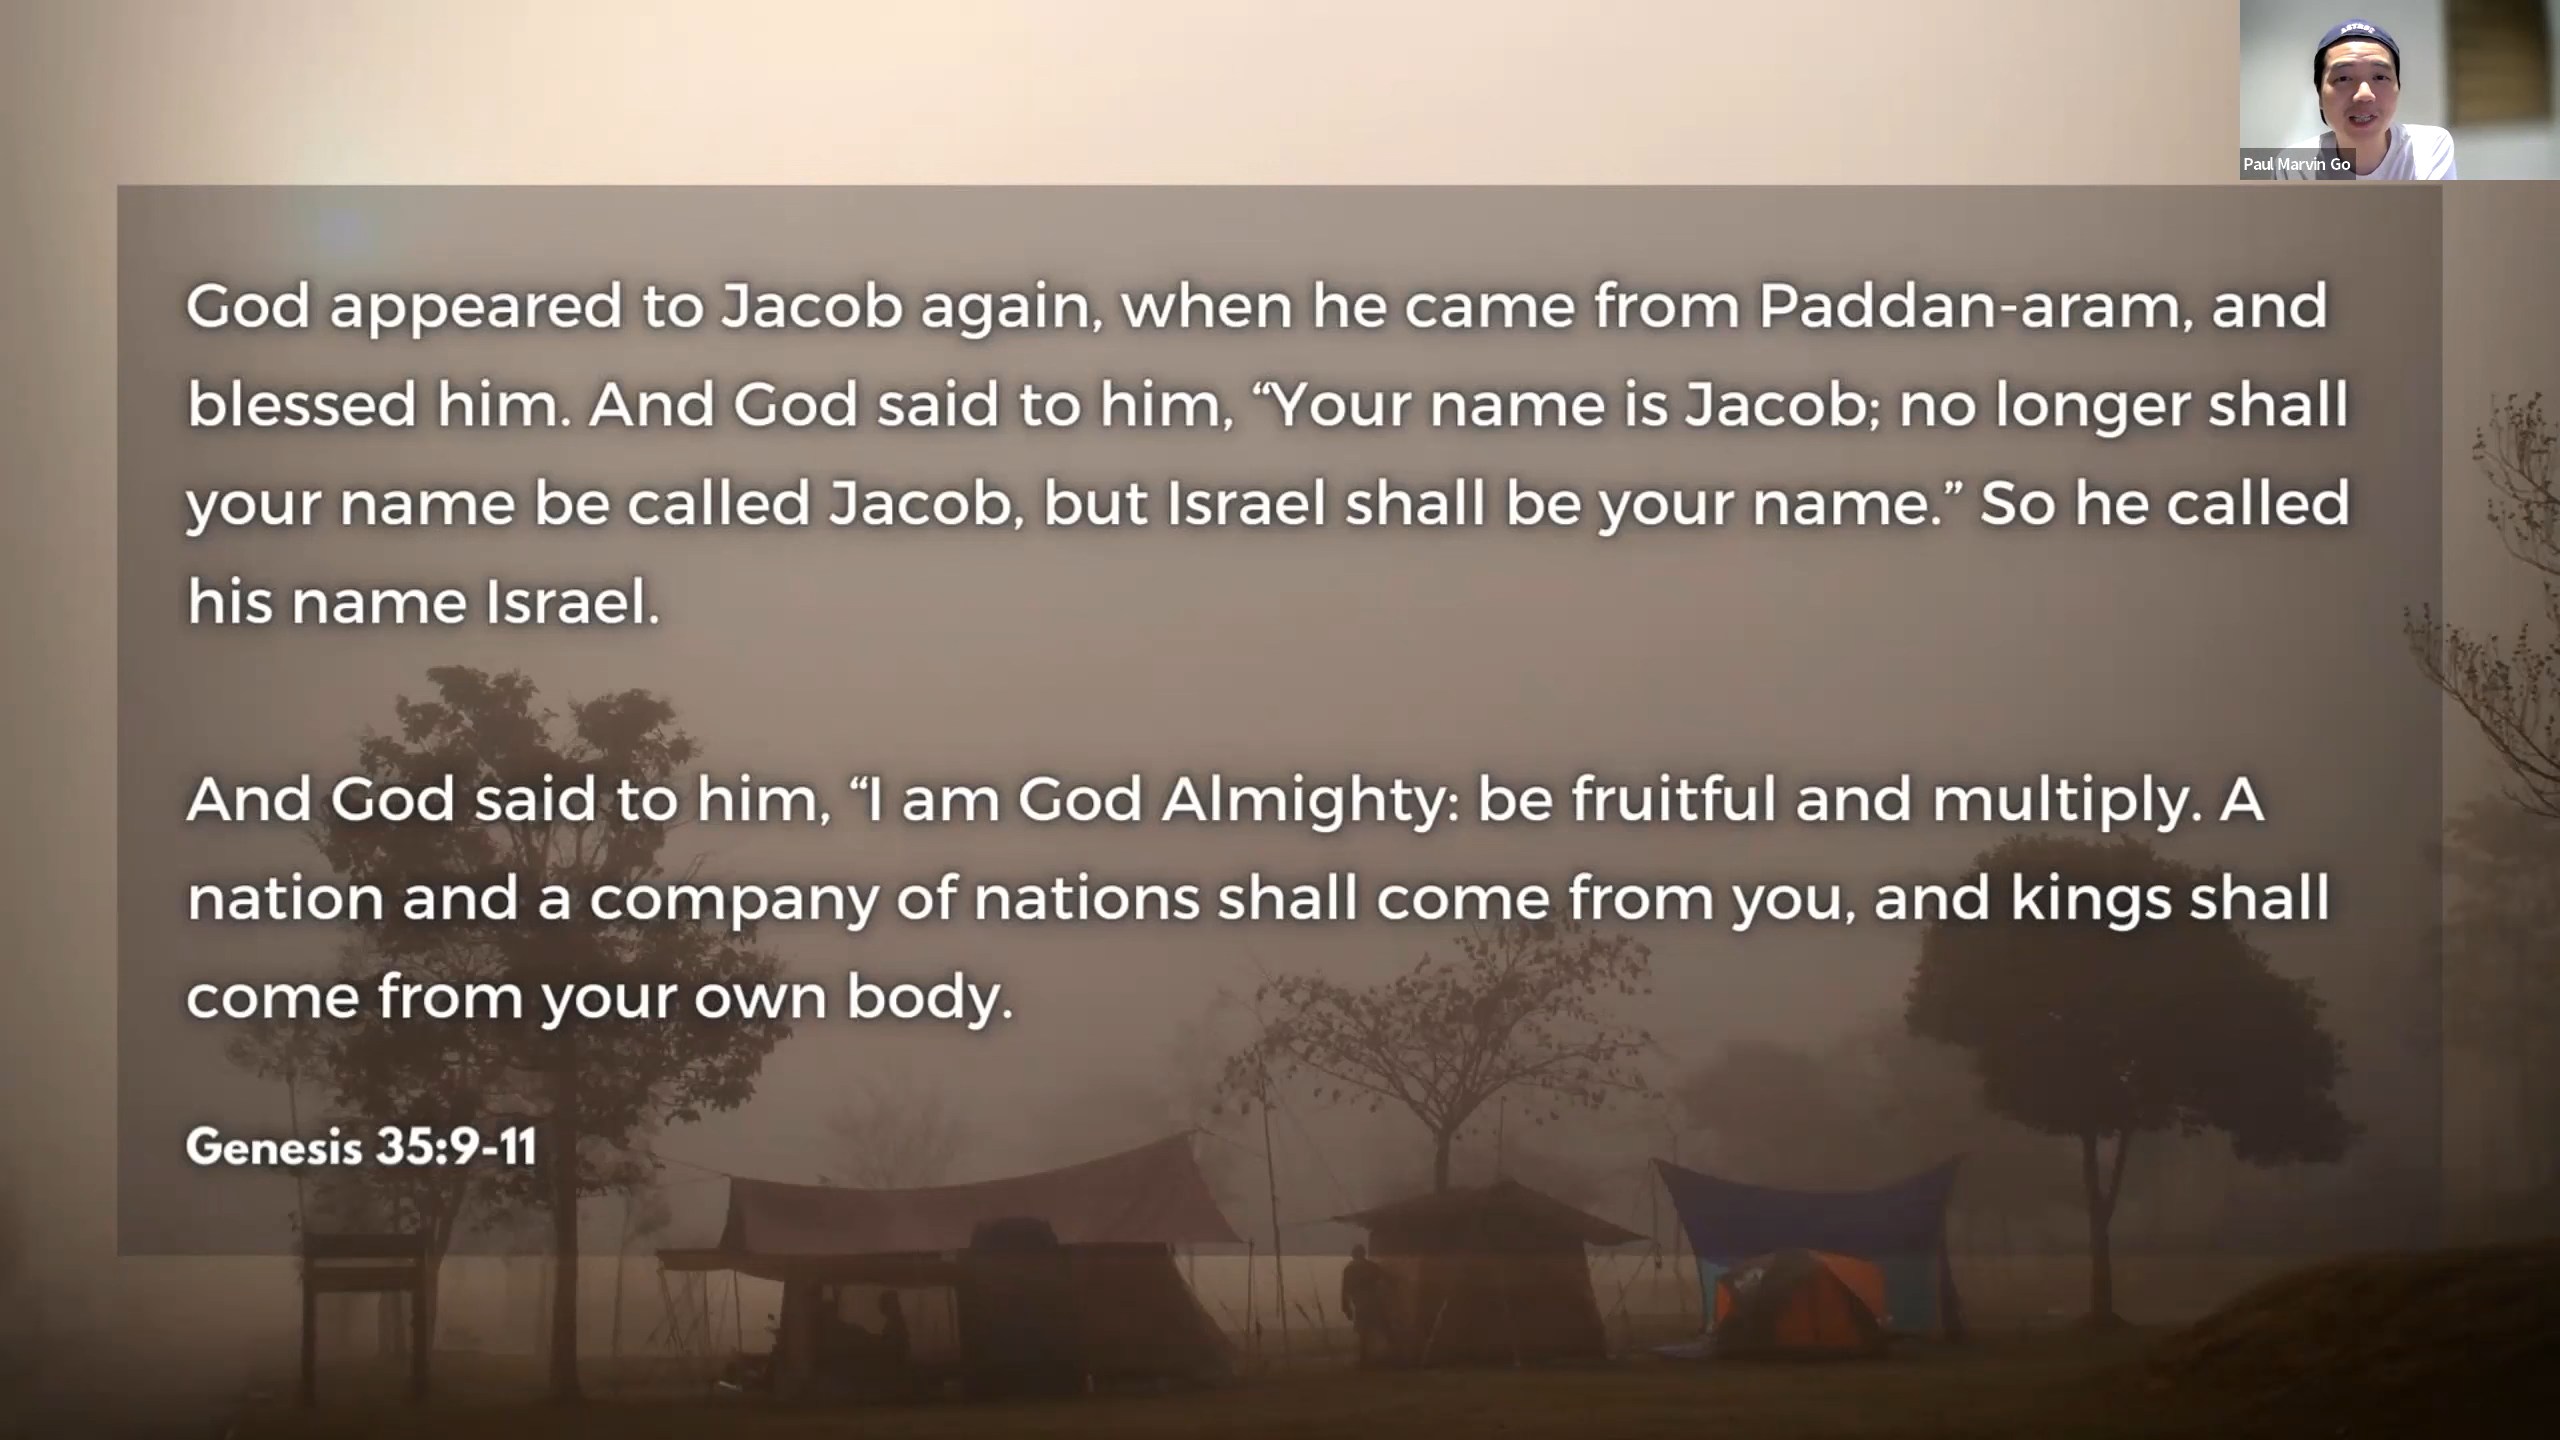 ASTROS
Paul Marvin Go
God appeared to Jacob again, when he came from Paddan-aram, and
blessed him. And God said to him, “Your name is Jacob; no longer shall
your name be called Jacob, but Israel shall be your name.” So he called
his name Israel.
And God said to him, “I am God Almighty: be fruitful and multiply. A
nation and a company of nations shall come from you, and kings shall
come from your own body.
Genesis 35:9-11